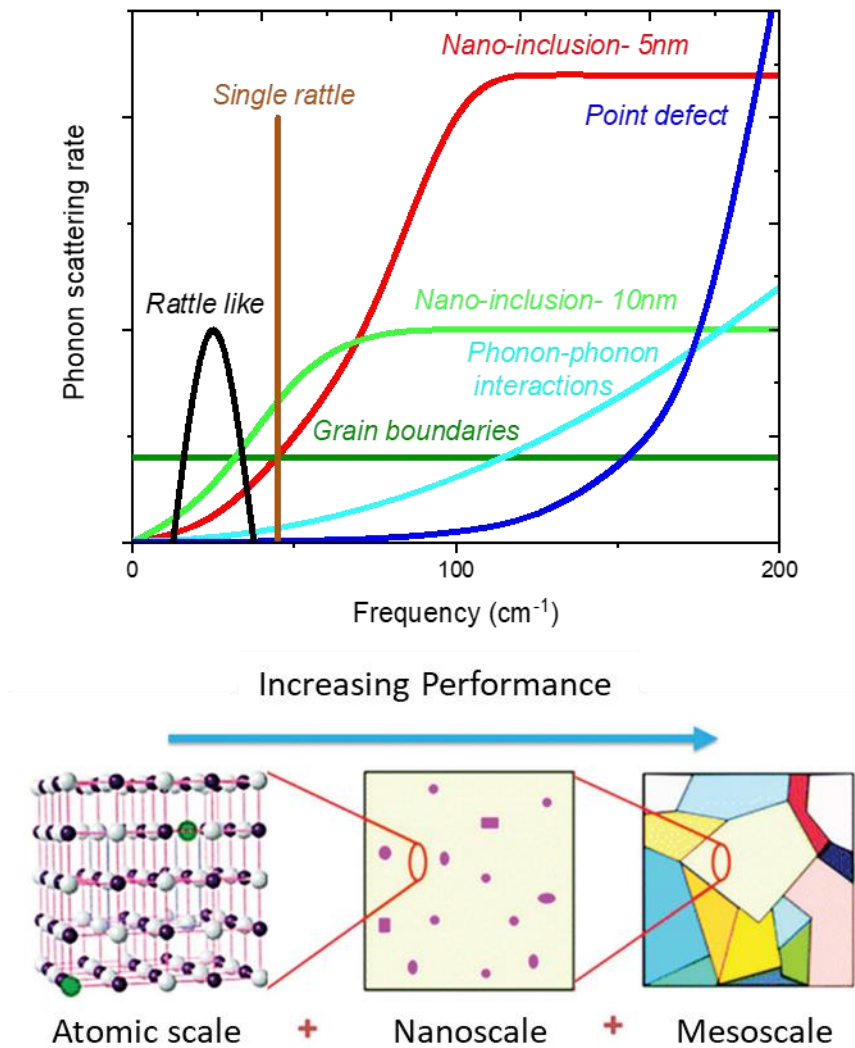 Nano-inclusion- 5nm
Single rattle
Point defect
Phonon scattering rate
Rattle like
Nano-inclusion- 10nm
Phonon-phonon
interactions
Grain boundaries
0
100
200
Frequency (cm⁻¹)
Increasing Performance
Atomic scale + Nanoscale + Mesoscale